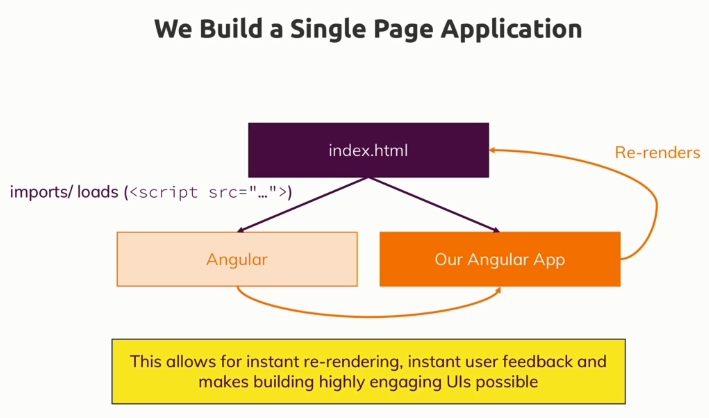 We Build a Single Page Application
index.html
Re-renders
imports/ loads (<script src="…">)
Angular
Our Angular App
This allows for instant re-rendering, instant user feedback and
makes building highly engaging UIs possible